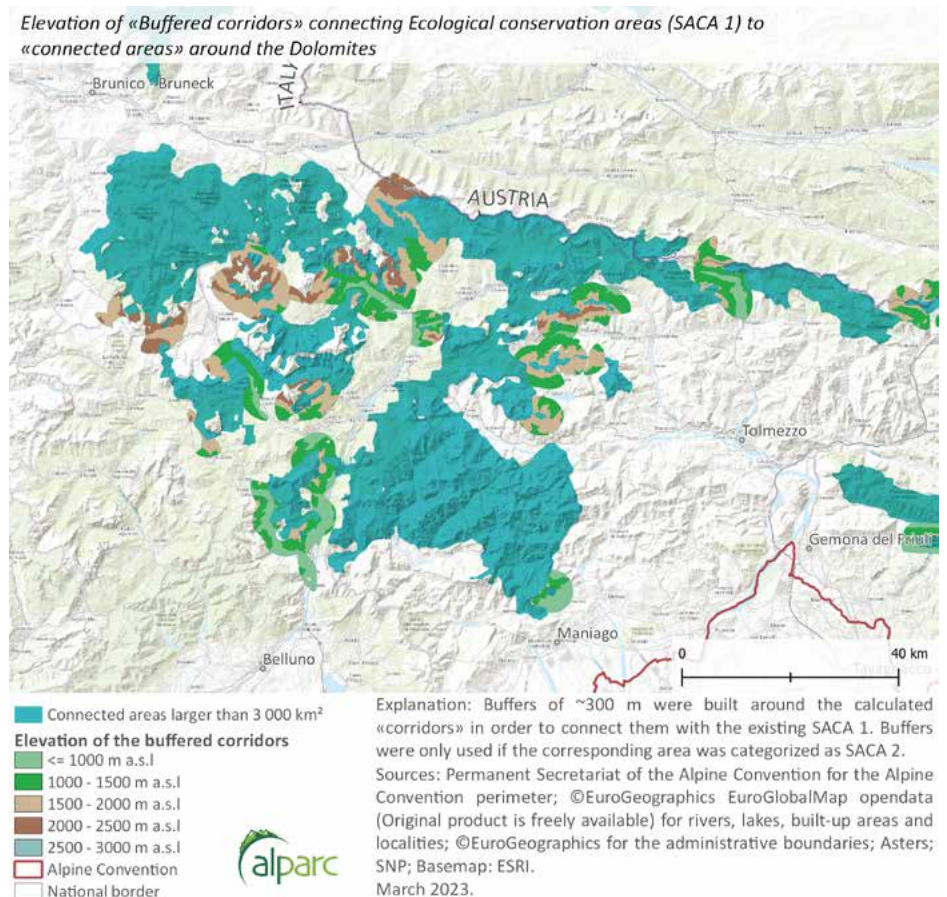 Elevation of «Buffered corridors» connecting Ecological conservation areas (SACA 1) to
«connected areas» around the Dolomites
Brunico
Bruneck
ITALY
AUSTRIA
Tolmezzo
Gemona del Friuli
Maniago
Belluno
0 40 km
Connected areas larger than 3 000 km²
Elevation of the buffered corridors
<= 1000 m a.s.l
1000 - 1500 m a.s.l
1500 - 2000 m a.s.l
2000 - 2500 m a.s.l
2500 - 3000 m a.s.l
Alpine Convention
National border
alparc
Explanation: Buffers of ~300 m were built around the calculated
«corridors» in order to connect them with the existing SACA 1. Buffers
were only used if the corresponding area was categorized as SACA 2.
Sources: Permanent Secretariat of the Alpine Convention for the Alpine
Convention perimeter; ©EuroGeographics EuroGlobalMap opendata
(Original product is freely available) for rivers, lakes, built-up areas and
localities; ©EuroGeographics for the administrative boundaries; Asters;
SNP; Basemap: ESRI.
March 2023.